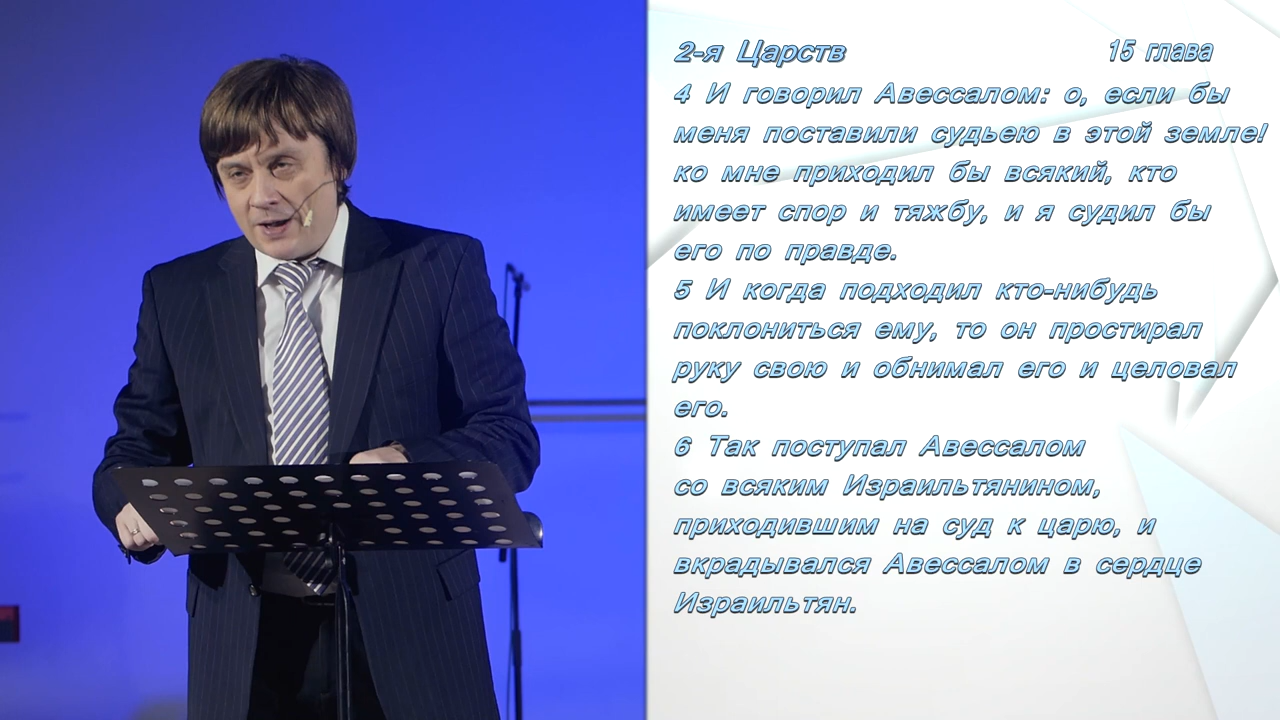 2-я Царств 15 глава
4 И говорил Авессалом: о, если бы
меня поставили судьею в этой земле!
ко мне приходил бы всякий, кто
имеет спор и тяжбу, и я судил бы
его по правде.
5 И когда подходил кто-нибудь
поклониться ему, то он простирал
руку свою и обнимал его и целовал
его.
6 Так поступал Авессалом
со всяким Израильтянином,
приходившим на суд к царю, и
вкрадывался Авессалом в сердце
Израильтян.